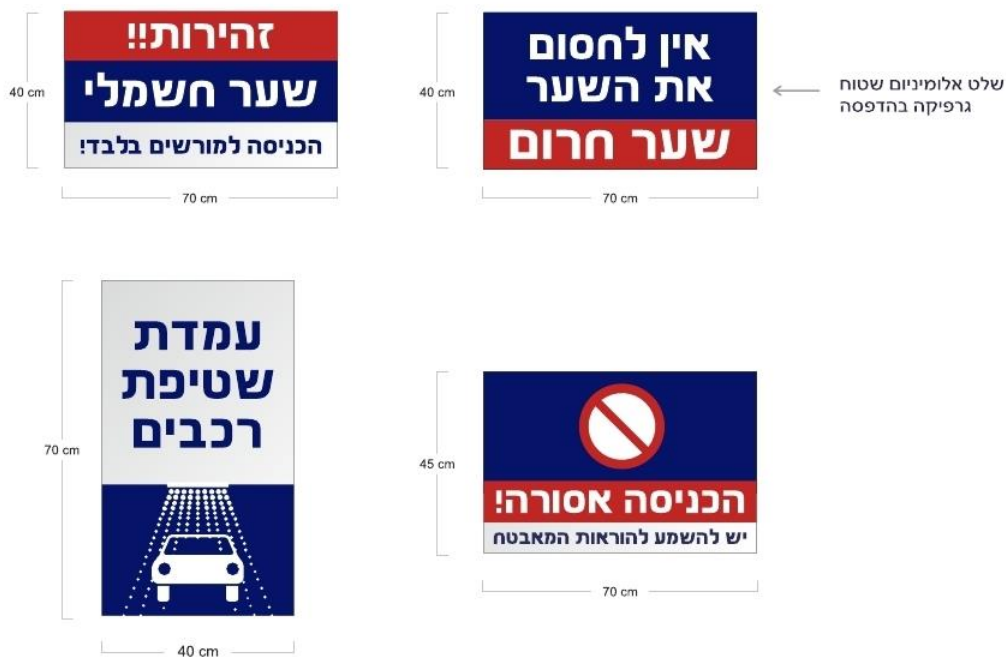 זהירות!!
שער חשמלי
הכניסה למורשים בלבד!
40 cm
70 cm
אין לחסום
את השער
שער חרום
40 cm
70 cm
שלט אלומיניום שטוח
גרפיקה בהדפסה
עמדת
שטיפת
רכבים
70 cm
40 cm
הכניסה אסורה!
יש להשמע להוראות המאבטח
45 cm
70 cm